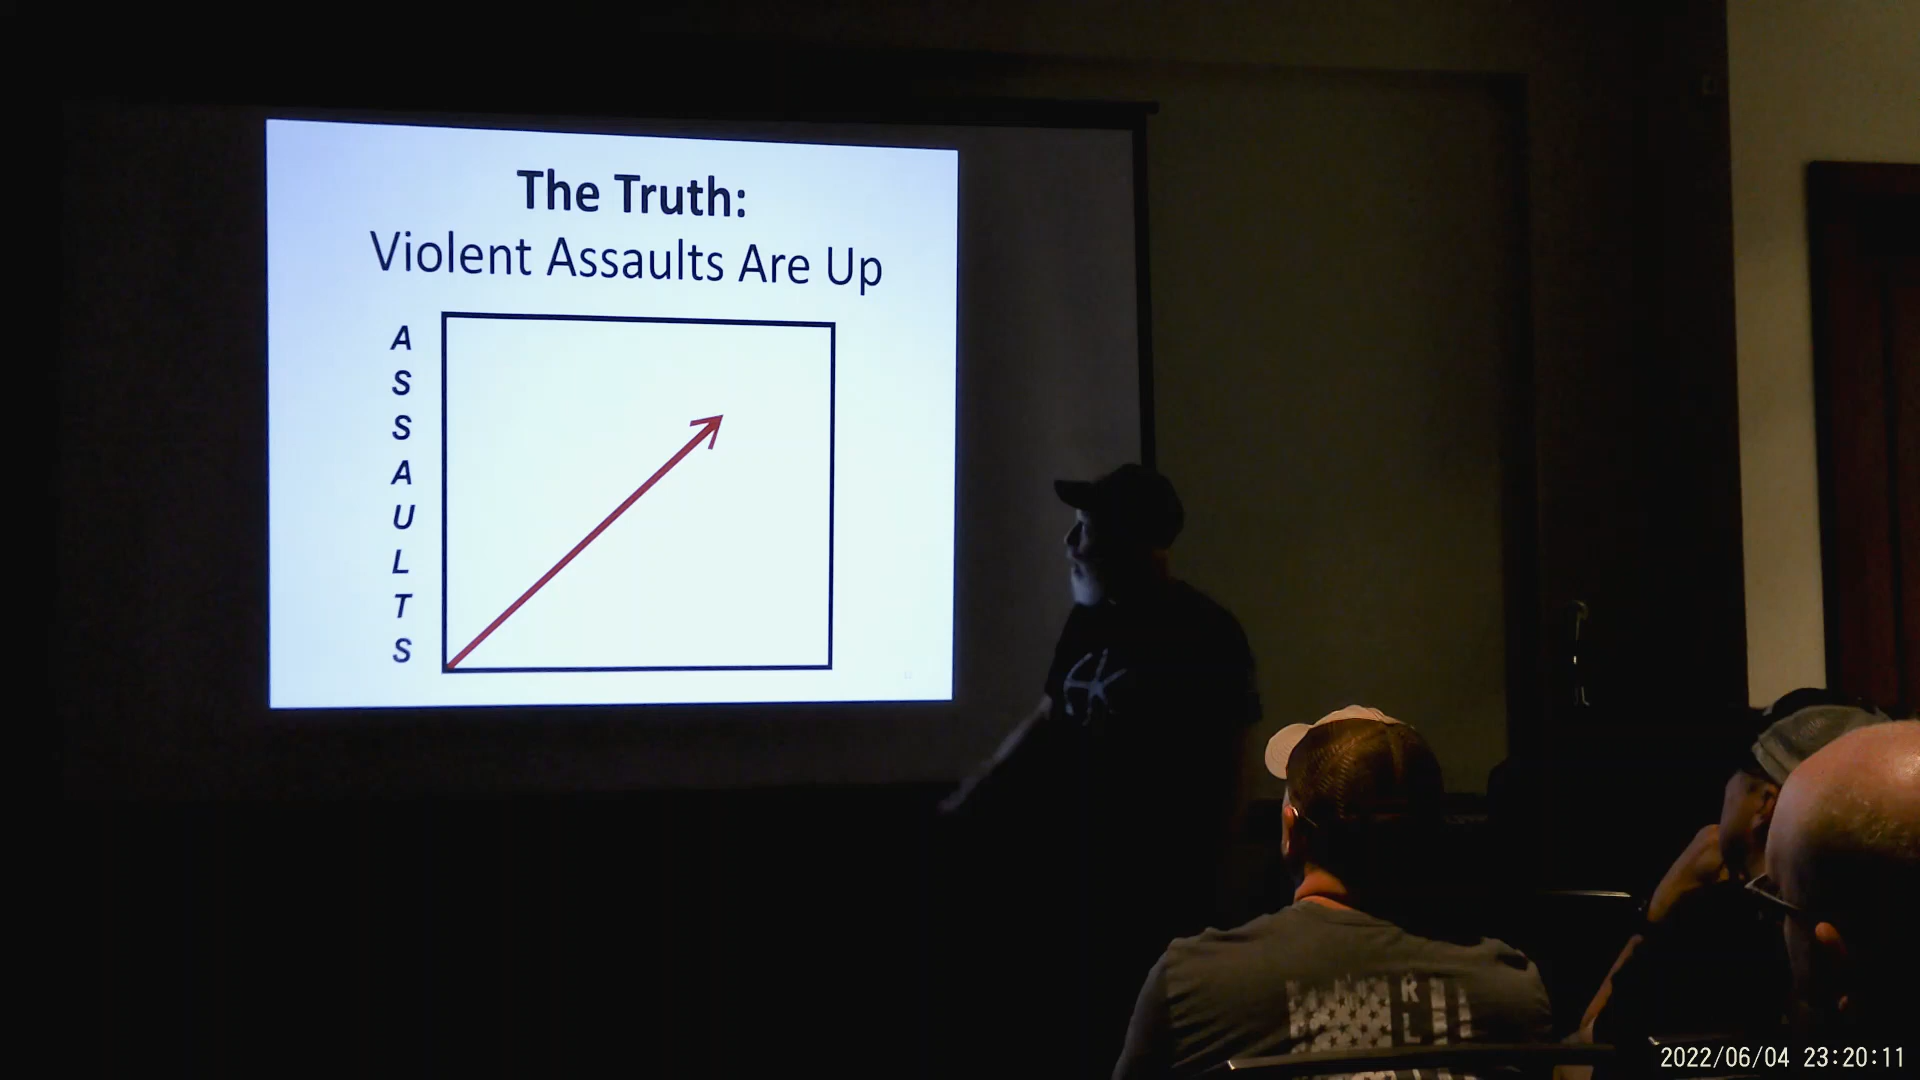 The Truth:
Violent Assaults Are Up
ASSAULTS
R
L
2022/06/04 23:20:11